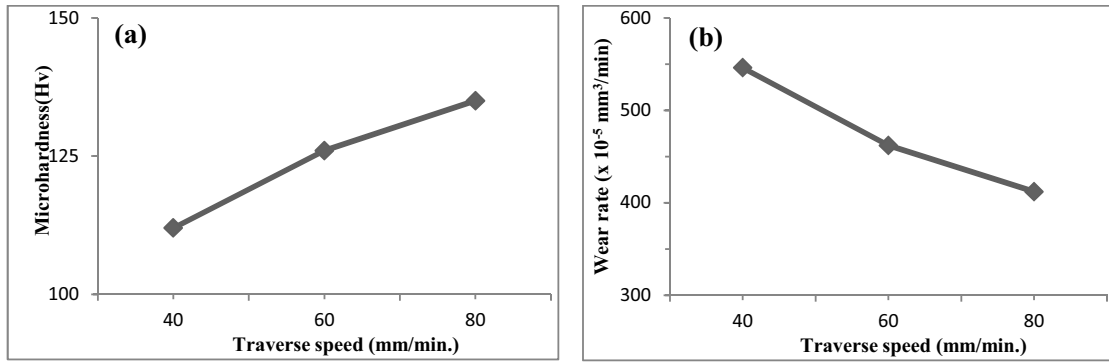 (a)
150
125
100
Microhardness(Hv)
40 60 80
Traverse speed (mm/min.)
(b)
600
500
400
300
Wear rate (x 10⁻⁵ mm³/min)
40 60 80
Traverse speed (mm/min.)